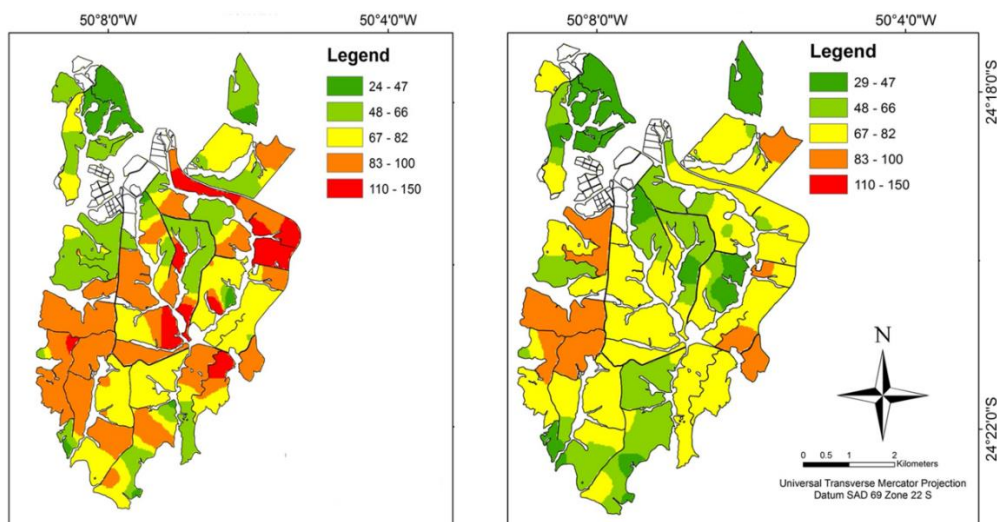 50°8'0"W
50°4'0"W
50°8'0"W
50°4'0"W
Legend
24 - 47
48 - 66
67 - 82
83 - 100
110 - 150
Legend
29 - 47
48 - 66
67 - 82
83 - 100
110 - 150
24°18'0"S
24°22'0"S
N
0 0.5 1 2
Kilometers
Universal Transverse Mercator Projection
Datum SAD 69 Zone 22 S